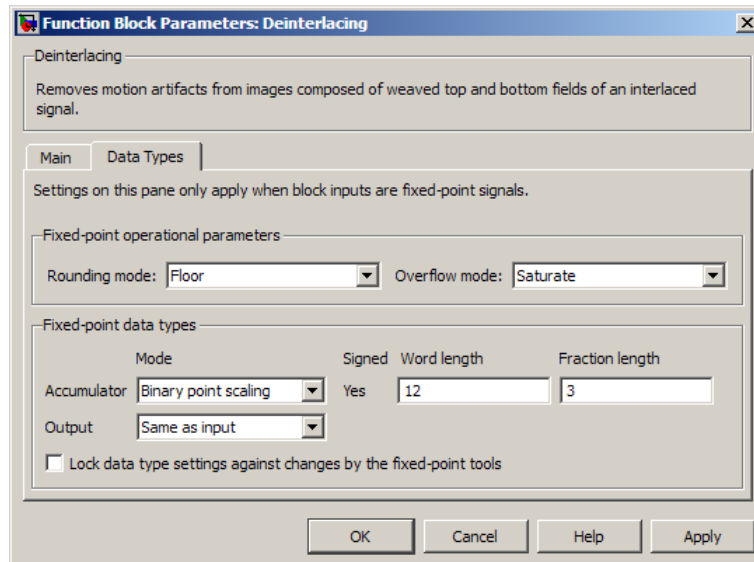 Function Block Parameters: Deinterlacing
Deinterlacing
Removes motion artifacts from images composed of weaved top and bottom fields of an interlaced
signal.
Main Data Types
Settings on this pane only apply when block inputs are fixed-point signals.
Fixed-point operational parameters
Rounding mode: Floor Overflow mode: Saturate
Fixed-point data types
Mode Signed Word length Fraction length
Accumulator Binary point scaling Yes 12 3
Output Same as input
Lock data type settings against changes by the fixed-point tools
OK Cancel Help Apply